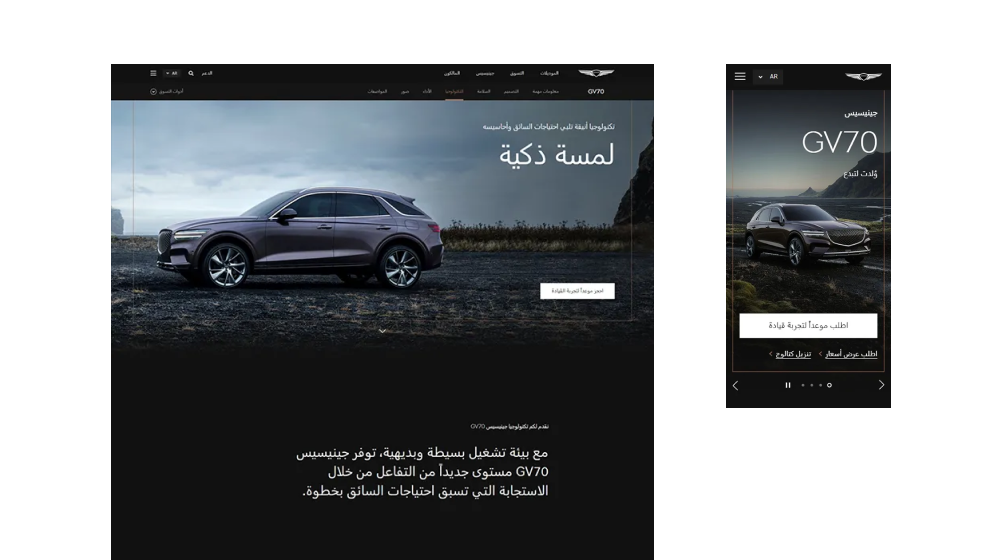 الموديلات التسوق جينيسيس المالكون
الدعم
AR
GV70
معلومات مهمة التصميم السلامة التكنولوجيا الأداء صور المواصفات
أدوات التسوق
تكنولوجيا أنيقة تلبي احتياجات السائق وأحاسيسه
لمسة ذكية
احجز موعداً لتجربة القيادة
نقدم لكم تكنولوجيا جينيسيس GV70
مع بيئة تشغيل بسيطة وبديهية، توفر جينيسيس
GV70 مستوى جديداً من التفاعل من خلال
الاستجابة التي تسبق احتياجات السائق بخطوة.
AR
جينيسيس
GV70
وُلدت لتبدع
اطلب موعداً لتجربة قيادة
اطلب عرض أسعار
تنزيل كتالوج